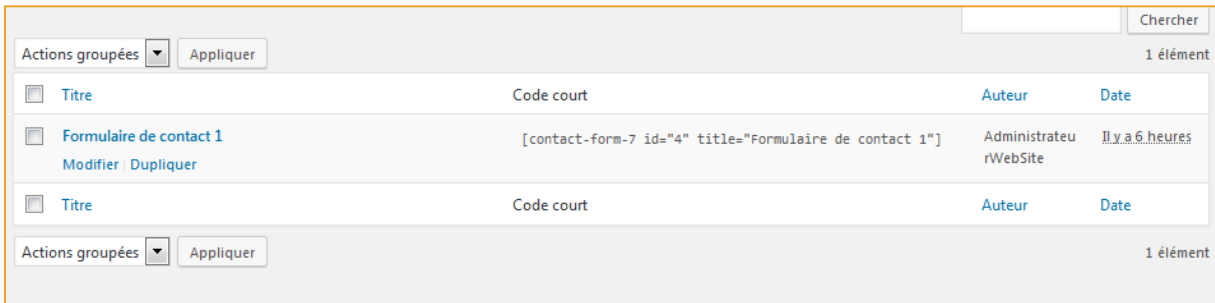 Chercher
Actions groupées Appliquer 1 élément
Titre Code court Auteur Date
Formulaire de contact 1 [contact-form-7 id="4" title="Formulaire de contact 1"] Administrateu Il y a 6 heures
Modifier | Dupliquer rWebSite
Titre Code court Auteur Date
Actions groupées Appliquer 1 élément